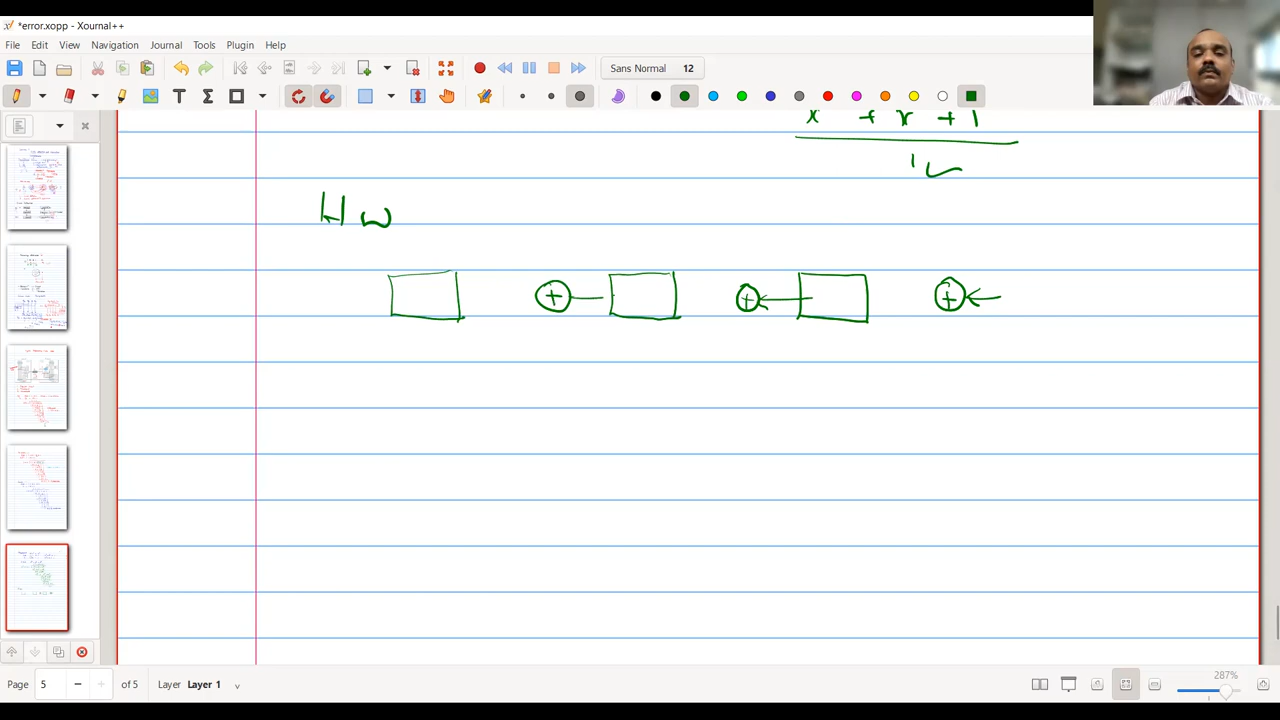 *error.xopp - Xournal++
File Edit View Navigation Journal Tools Plugin Help
Sans Normal 12
x + x + 1
1
Hw
+ + +
Page 5 of 5 Layer Layer 1
287%